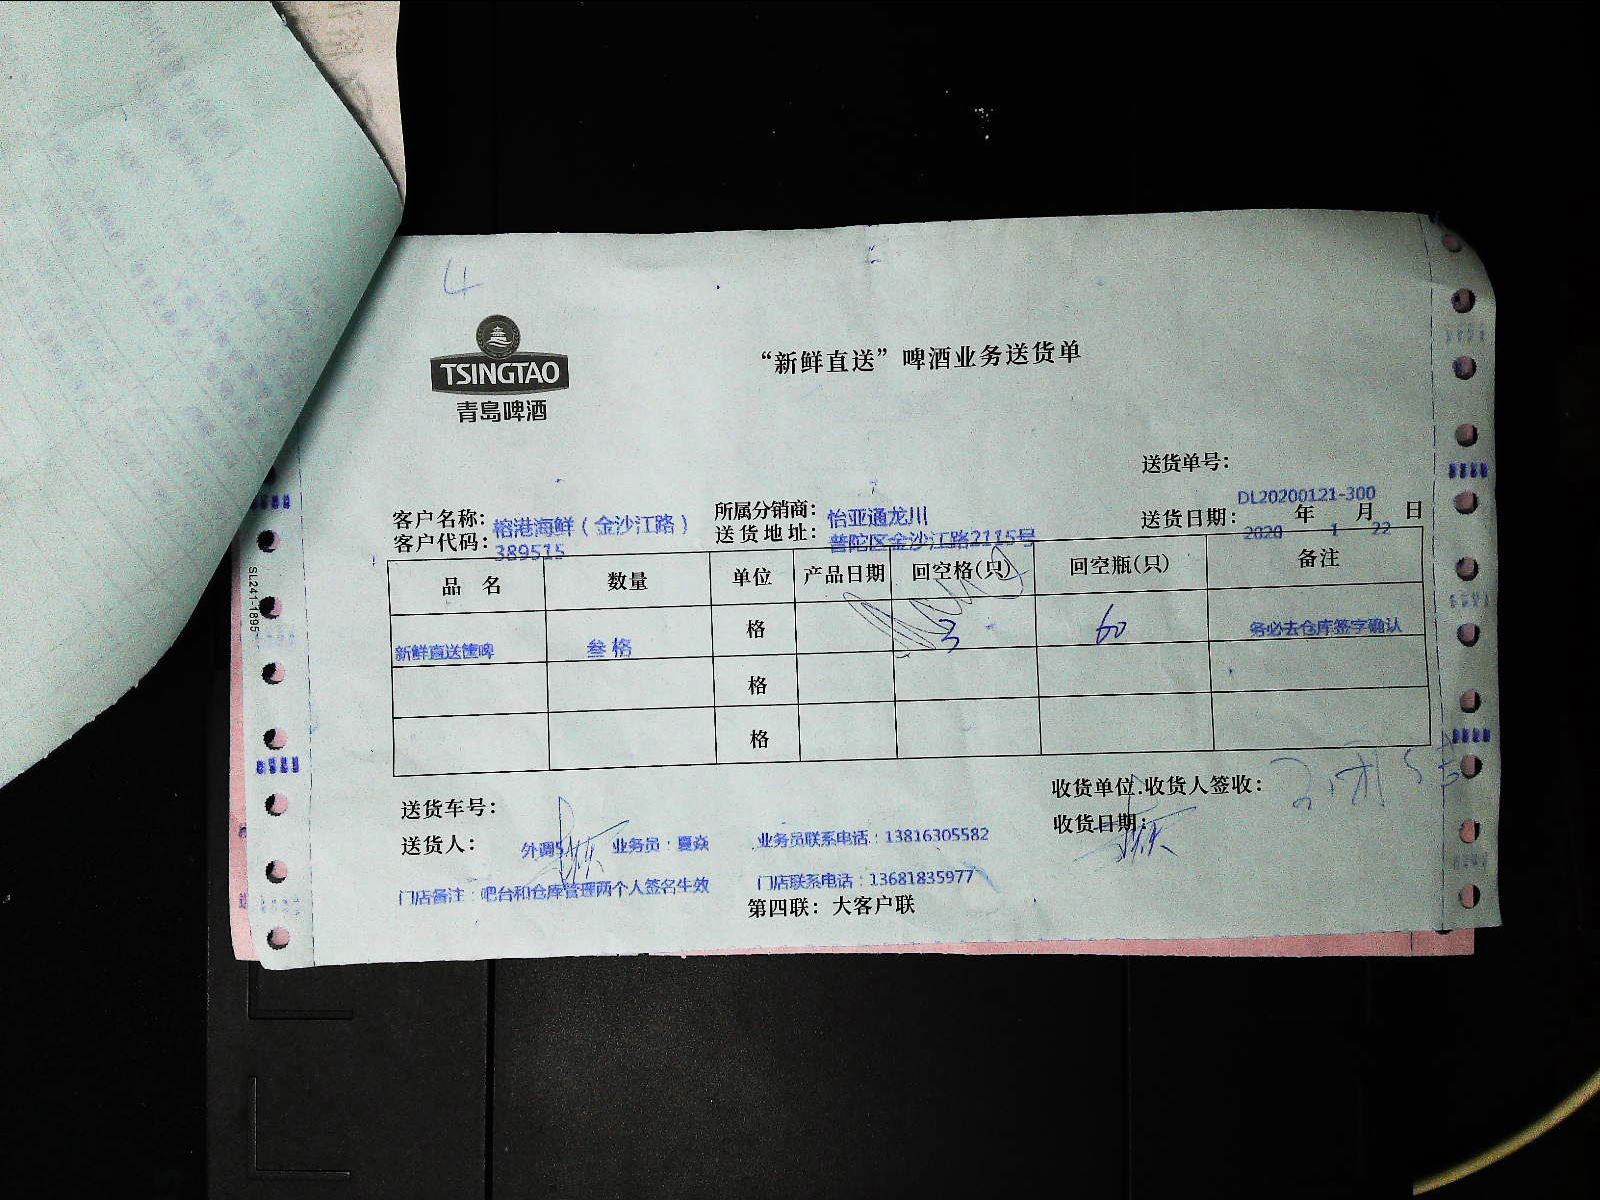 4
TSINGTAO
青岛啤酒
“新鲜直送”啤酒业务送货单
送货单号：
DL20200121-300
客户名称：榕港海鲜（金沙江路） 所属分销商：怡亚通龙川 送货日期：2020 年 1 月 22 日
客户代码：389515 送货地址：普陀区金沙江路2115号
品 名 数量 单位 产品日期 回空格(只) 回空瓶(只) 备注
新鲜直送箧啤 叁格 格 3 60 务必去仓库签字确认
格
格
SL241-1895
送货车号： 收货单位.收货人签收：
送货人：外调5 业务员：夏焱 业务员联系电话：13816305582 收货日期：
门店备注：吧台和仓库管理两个人签名生效 门店联系电话：13681835977
第四联：大客户联